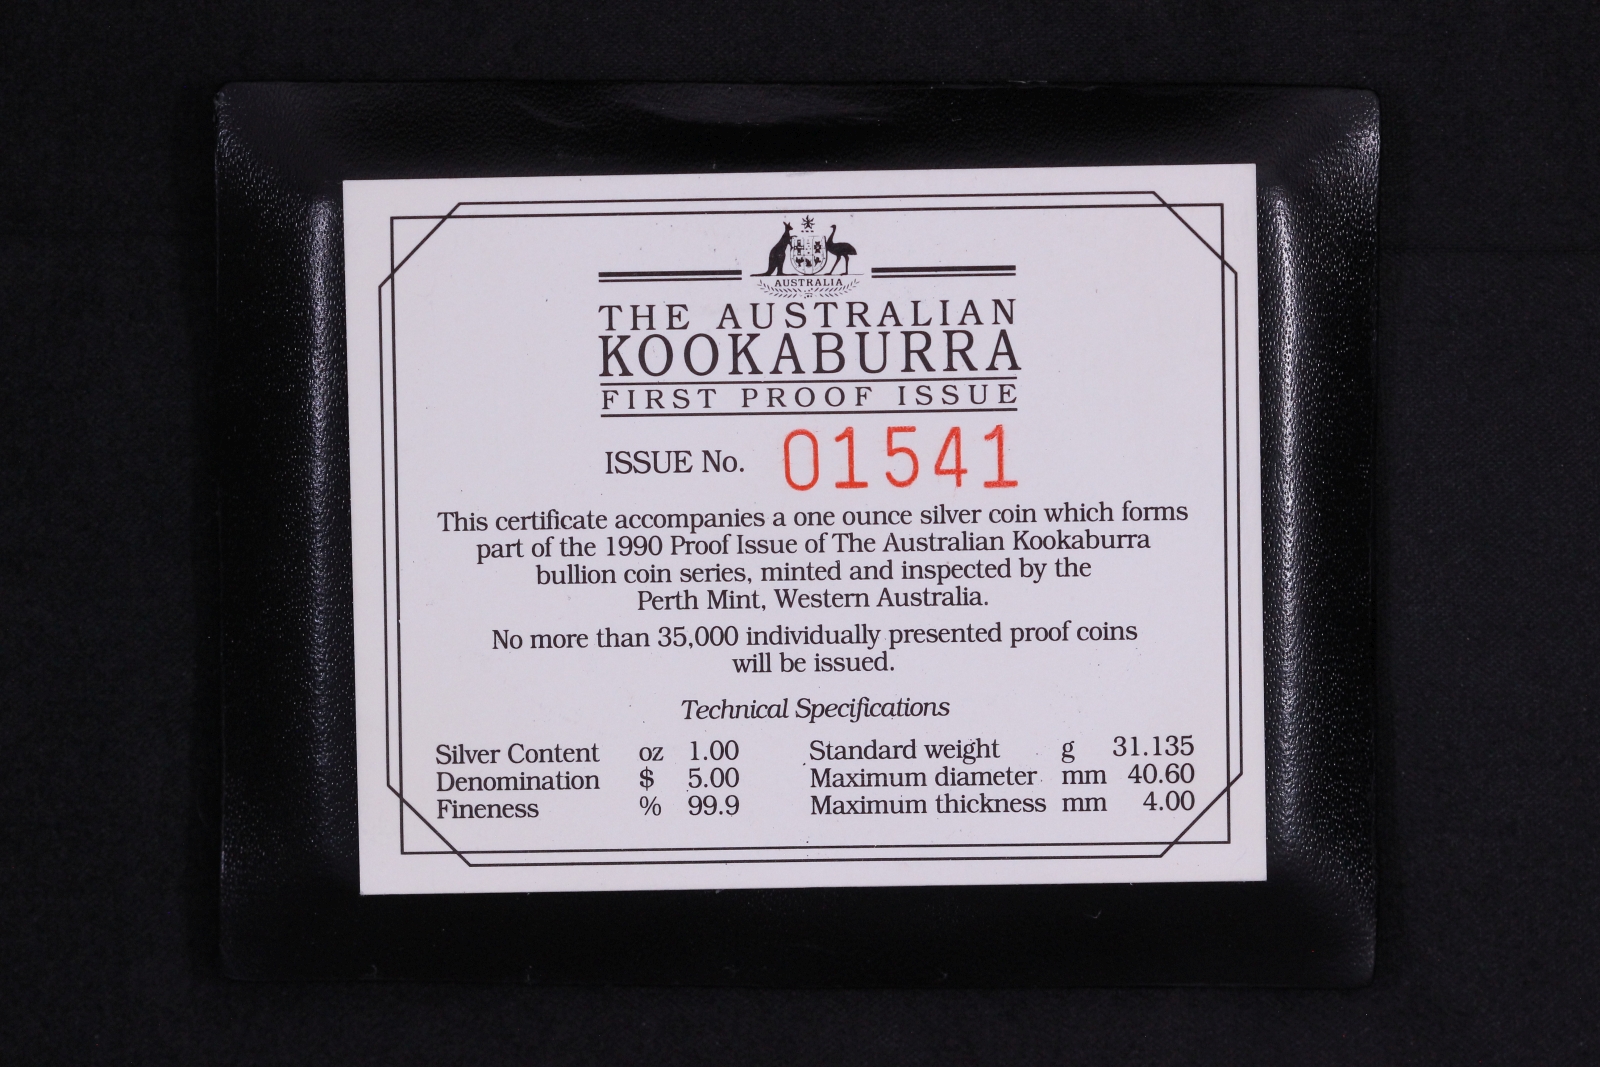 AUSTRALIA
THE AUSTRALIAN
KOOKABURRA
FIRST PROOF ISSUE
ISSUE No. 01541
This certificate accompanies a one ounce silver coin which forms
part of the 1990 Proof Issue of The Australian Kookaburra
bullion coin series, minted and inspected by the
Perth Mint, Western Australia.
No more than 35,000 individually presented proof coins
will be issued.
Technical Specifications
Silver Content oz 1.00 Standard weight g 31.135
Denomination $ 5.00 Maximum diameter mm 40.60
Fineness % 99.9 Maximum thickness mm 4.00